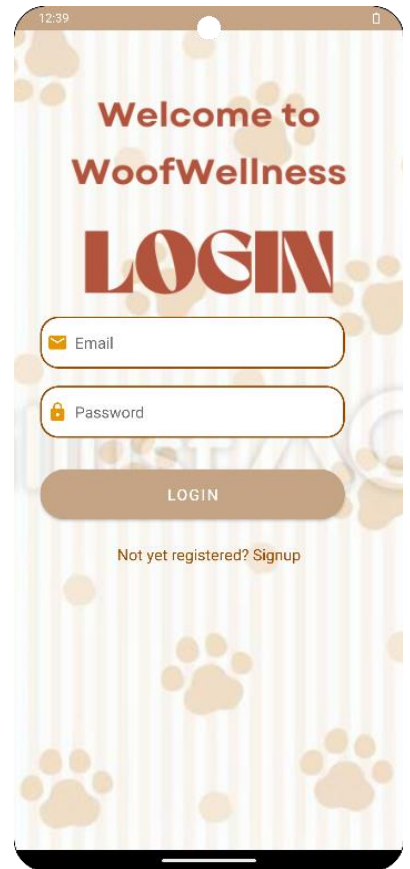 12:39
Welcome to
WoofWellness
LOGIN
Email
Password
LOGIN
Not yet registered? Signup